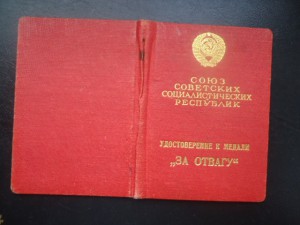 СОЮЗ
СОВЕТСКИХ
СОЦИАЛИСТИЧЕСКИХ
РЕСПУБЛИК
УДОСТОВЕРЕНИЕ К МЕДАЛИ
„ЗА ОТВАГУ“